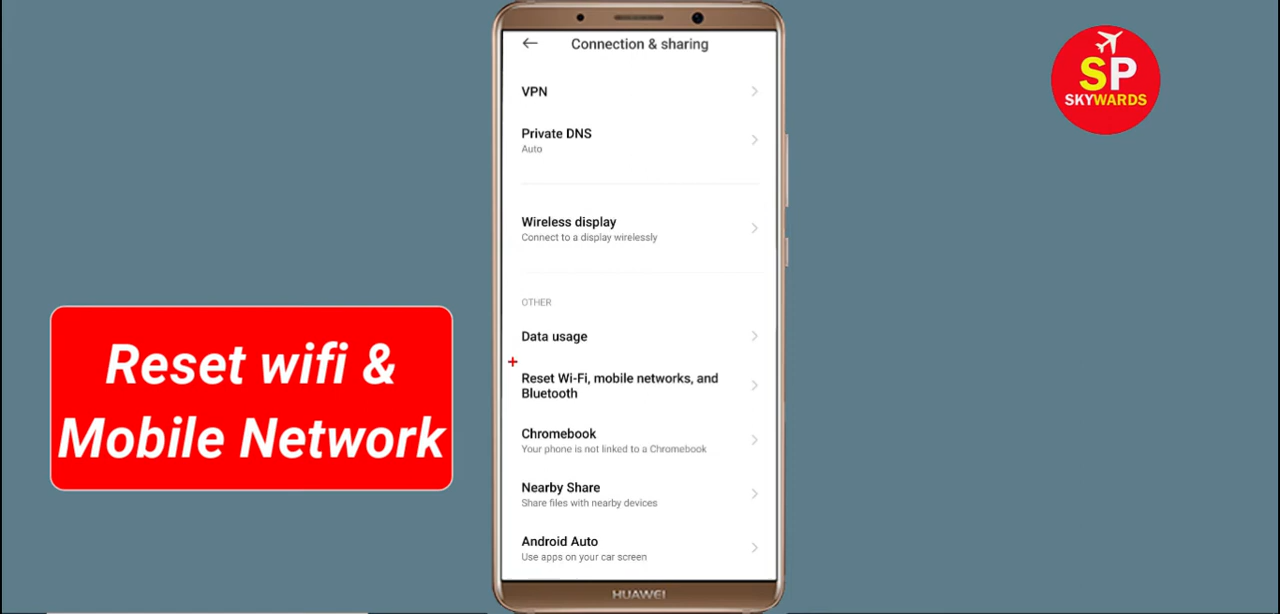 Connection & sharing
VPN
Private DNS
Auto
Wireless display
Connect to a display wirelessly
OTHER
Data usage
Reset Wi-Fi, mobile networks, and
Bluetooth
Chromebook
Your phone is not linked to a Chromebook
Nearby Share
Share files with nearby devices
Android Auto
Use apps on your car screen
HUAWEI
Reset wifi &
Mobile Network
SP
SKYWARDS